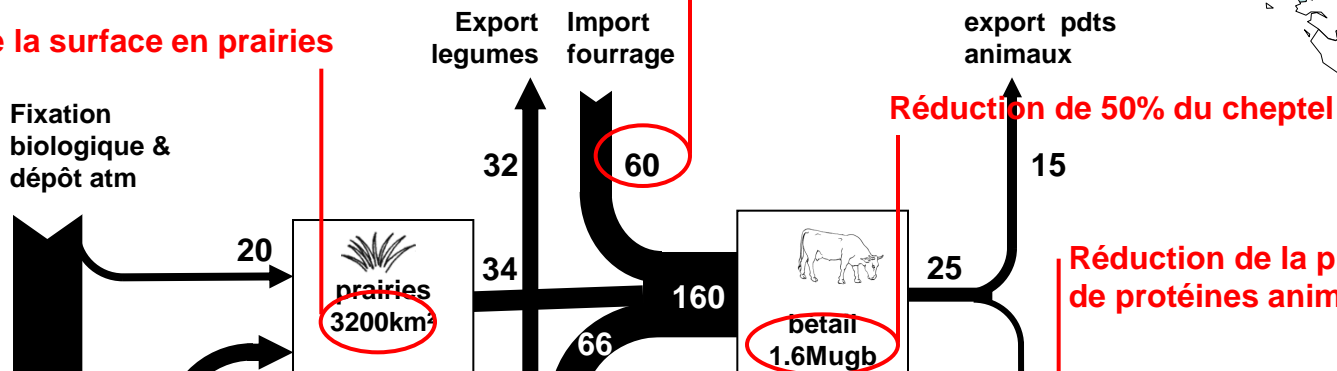 la surface en prairies
Export
legumes
Import
fourrage
export pdts
animaux
Réduction de 50% du cheptel
Fixation
biologique &
dépôt atm
32
60
15
20
34
prairies
3200km²
160
66
25
betail
1.6Mugb
Réduction de la
de protéines